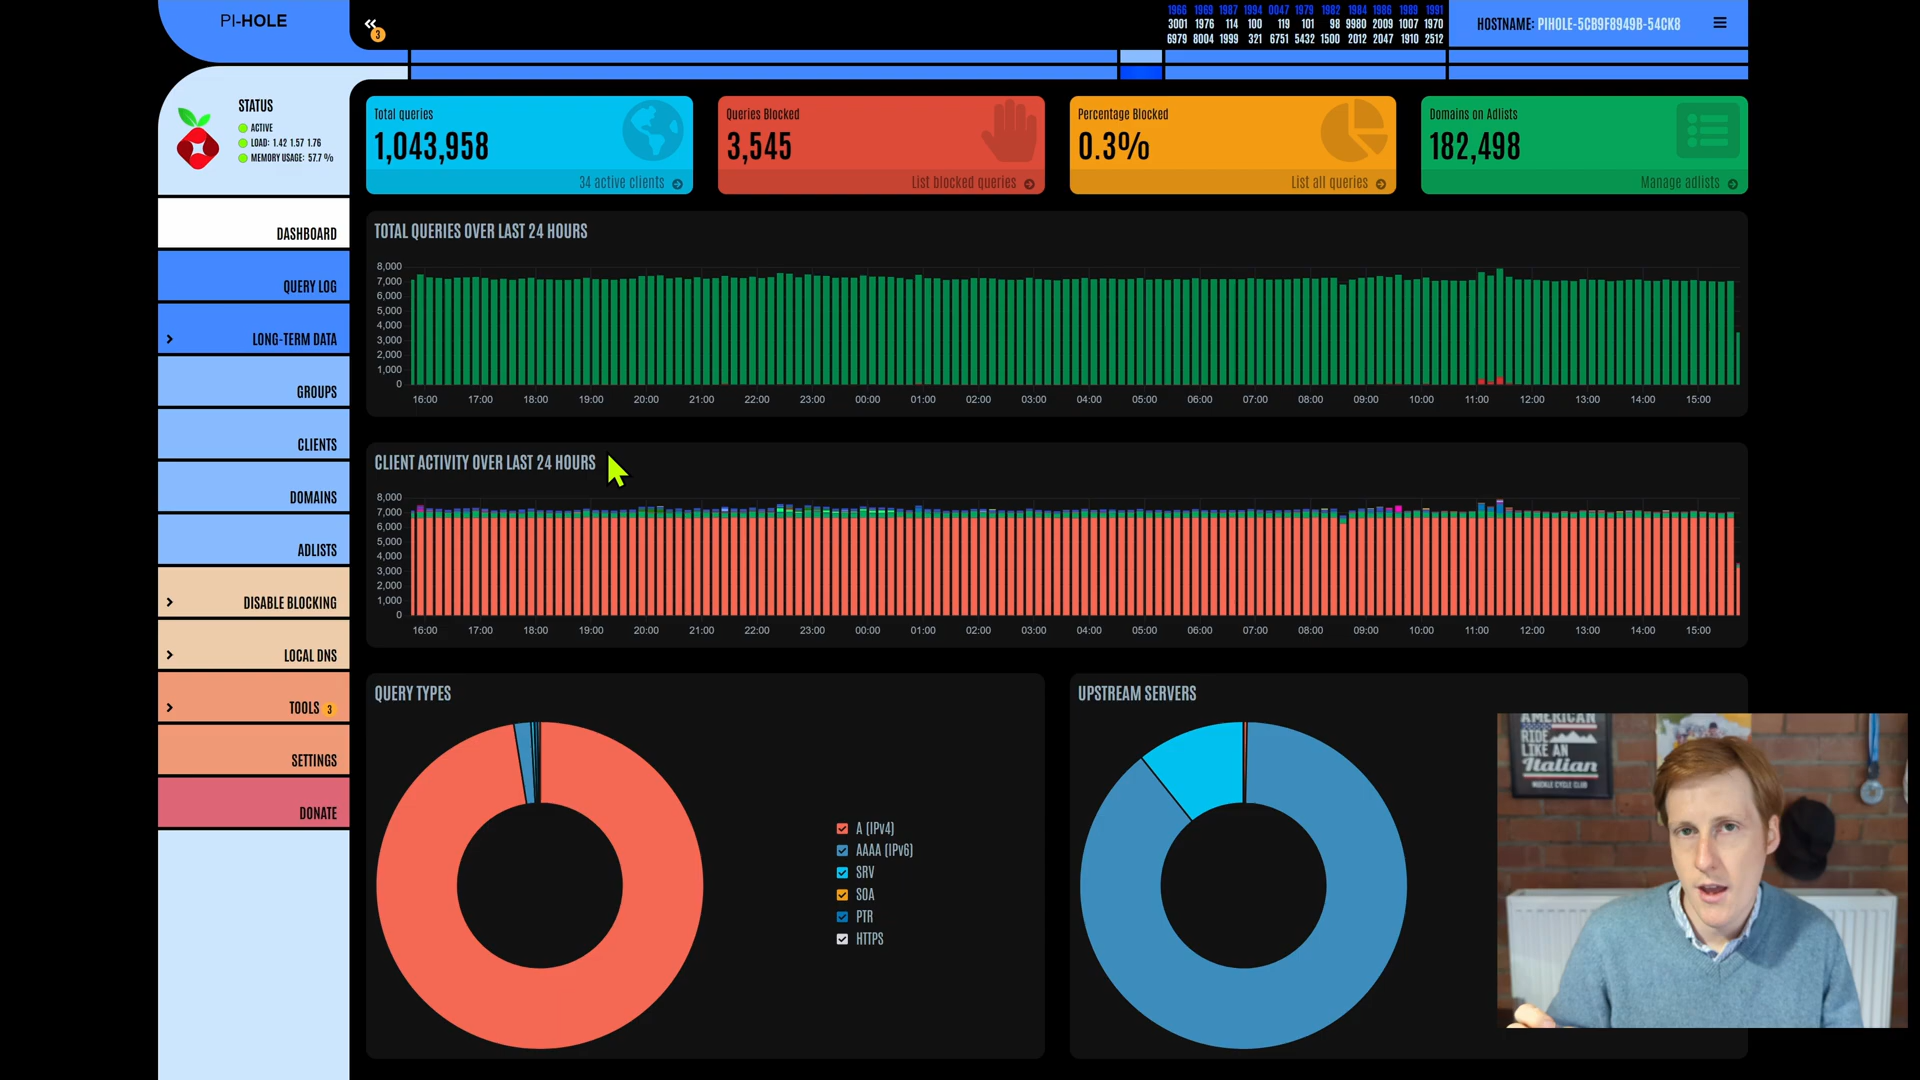 PI-HOLE
3
1966 1969 1987 1994 0047 1979 1982 1984 1986 1989 1991
3001 1976 114 100 119 101 98 9980 2009 1007 1970
6979 8004 1999 321 6751 5432 1500 2012 2047 1910 2512
HOSTNAME: PIHOLE-5CB9F8949B-54CK8
STATUS
ACTIVE
LOAD: 1.42 1.57 1.76
MEMORY USAGE: 57.7 %
Total queries
1,043,958
34 active clients
Queries Blocked
3,545
List blocked queries
Percentage Blocked
0.3%
List all queries
Domains on Adlists
182,498
Manage adlists
DASHBOARD
QUERY LOG
LONG-TERM DATA
GROUPS
CLIENTS
DOMAINS
ADLISTS
DISABLE BLOCKING
LOCAL DNS
TOOLS 3
SETTINGS
DONATE
TOTAL QUERIES OVER LAST 24 HOURS
8,000
7,000
6,000
5,000
4,000
3,000
2,000
1,000
0
16:00 17:00 18:00 19:00 20:00 21:00 22:00 23:00 00:00 01:00 02:00 03:00 04:00 05:00 06:00 07:00 08:00 09:00 10:00 11:00 12:00 13:00 14:00 15:00
CLIENT ACTIVITY OVER LAST 24 HOURS
8,000
7,000
6,000
5,000
4,000
3,000
2,000
1,000
0
16:00 17:00 18:00 19:00 20:00 21:00 22:00 23:00 00:00 01:00 02:00 03:00 04:00 05:00 06:00 07:00 08:00 09:00 10:00 11:00 12:00 13:00 14:00 15:00
QUERY TYPES
A (IPv4)
AAAA (IPv6)
SRV
SOA
PTR
HTTPS
UPSTREAM SERVERS
AMERICAN
RIDE
LIKE AN
Italian
MUCKLE CYCLE CLUB